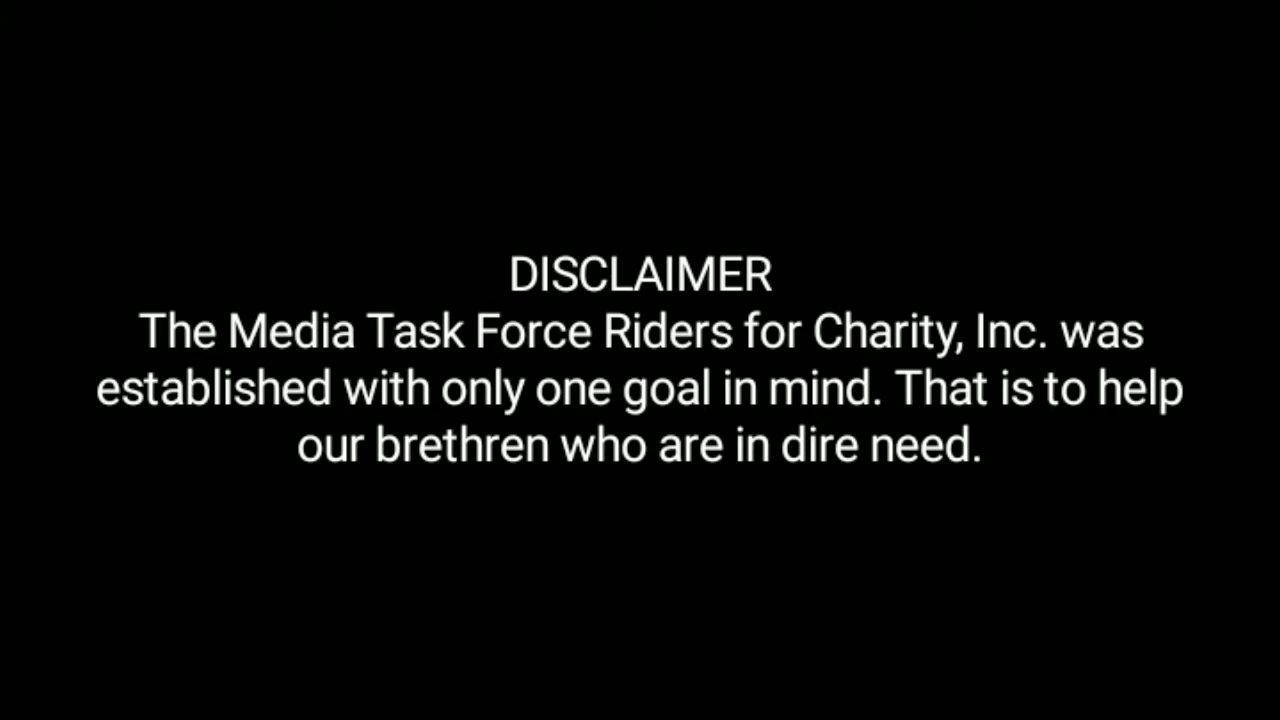 DISCLAIMER
The Media Task Force Riders for Charity, Inc. was
established with only one goal in mind. That is to help
our brethren who are in dire need.